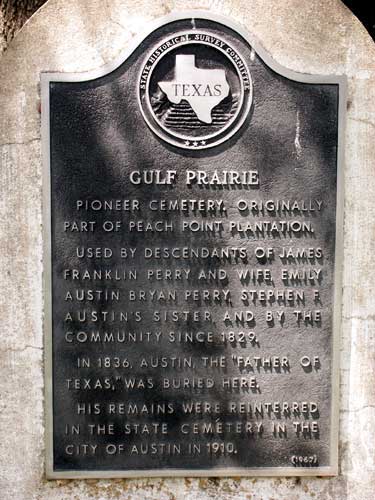 STATE HISTORICAL SURVEY COMMITTEE
TEXAS
GULF PRAIRIE
PIONEER CEMETERY. ORIGINALLY
PART OF PEACH POINT PLANTATION.
USED BY DESCENDANTS OF JAMES
FRANKLIN PERRY AND WIFE, EMILY
AUSTIN BRYAN PERRY, STEPHEN F.
AUSTIN'S SISTER, AND BY THE
COMMUNITY SINCE 1829.
IN 1836, AUSTIN, THE "FATHER OF
TEXAS," WAS BURIED HERE.
HIS REMAINS WERE REINTERRED
IN THE STATE CEMETERY IN THE
CITY OF AUSTIN IN 1910.
(1967)